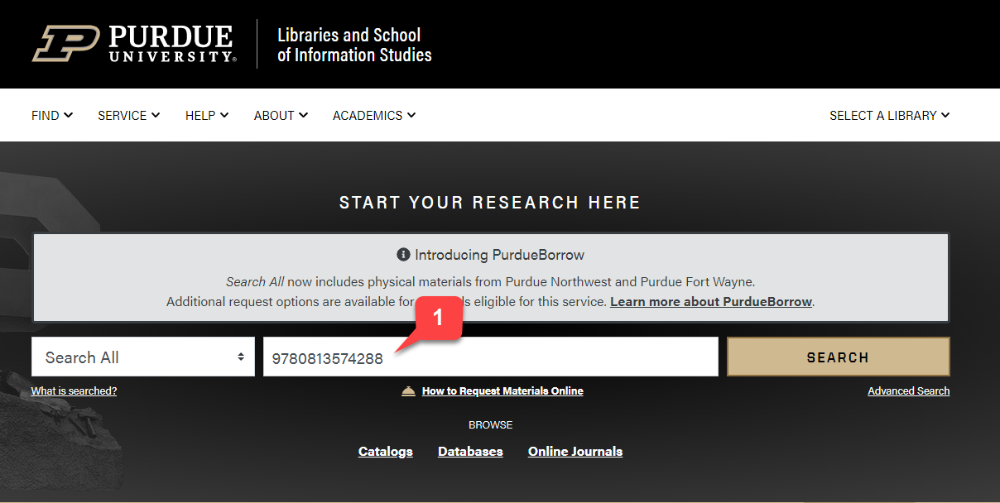 PURDUE
UNIVERSITY®
Libraries and School
of Information Studies
FIND
SERVICE
HELP
ABOUT
ACADEMICS
SELECT A LIBRARY
START YOUR RESEARCH HERE
Introducing PurdueBorrow
Search All now includes physical materials from Purdue Northwest and Purdue Fort Wayne.
Additional request options are available for s eligible for this service. Learn more about PurdueBorrow.
1
Search All
9780813574288
SEARCH
What is searched?
How to Request Materials Online
Advanced Search
BROWSE
Catalogs
Databases
Online Journals